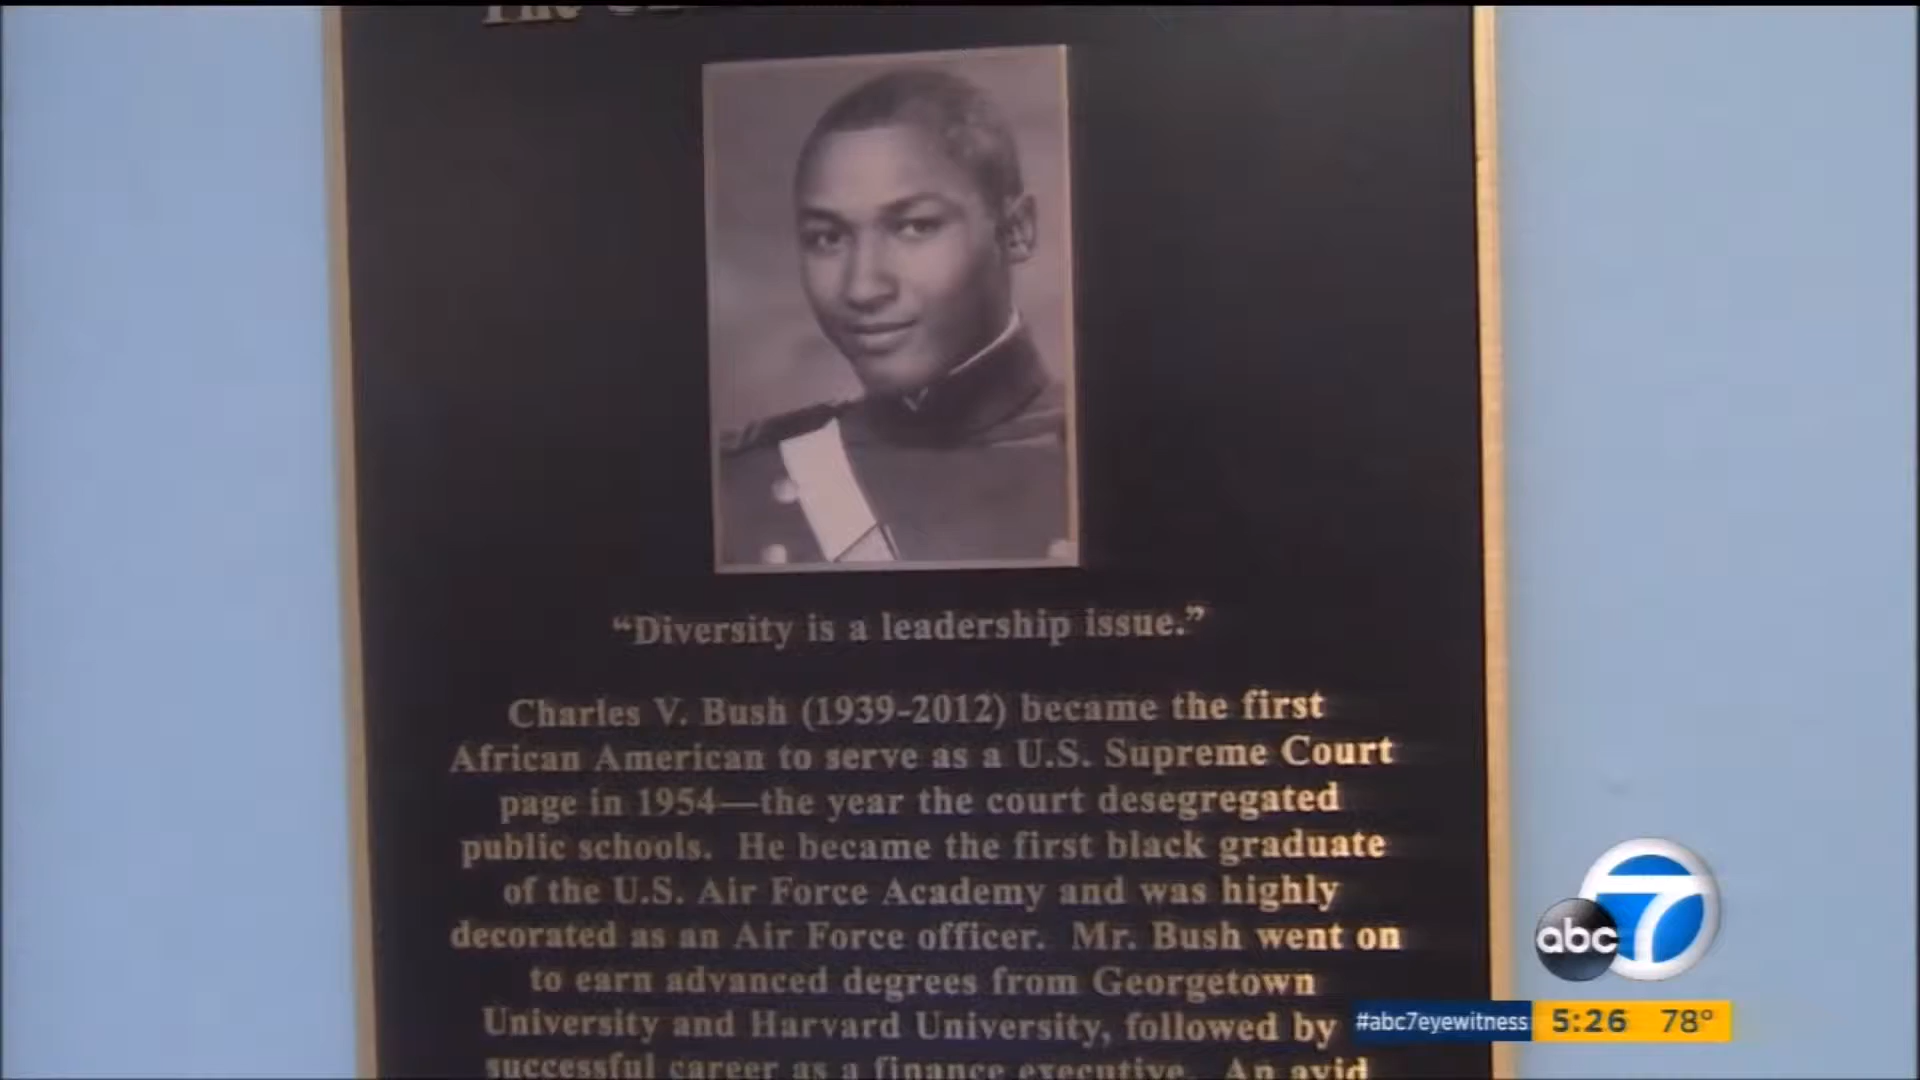 The
“Diversity is a leadership issue.”
Charles V. Bush (1939-2012) became the first
African American to serve as a U.S. Supreme Court
page in 1954—the year the court desegregated
public schools. He became the first black graduate
of the U.S. Air Force Academy and was highly
decorated as an Air Force officer. Mr. Bush went on
to earn advanced degrees from Georgetown
University and Harvard University, followed by
successful career as a finance executive. An avid
abc 7
#abc7eyewitness 5:26 78°